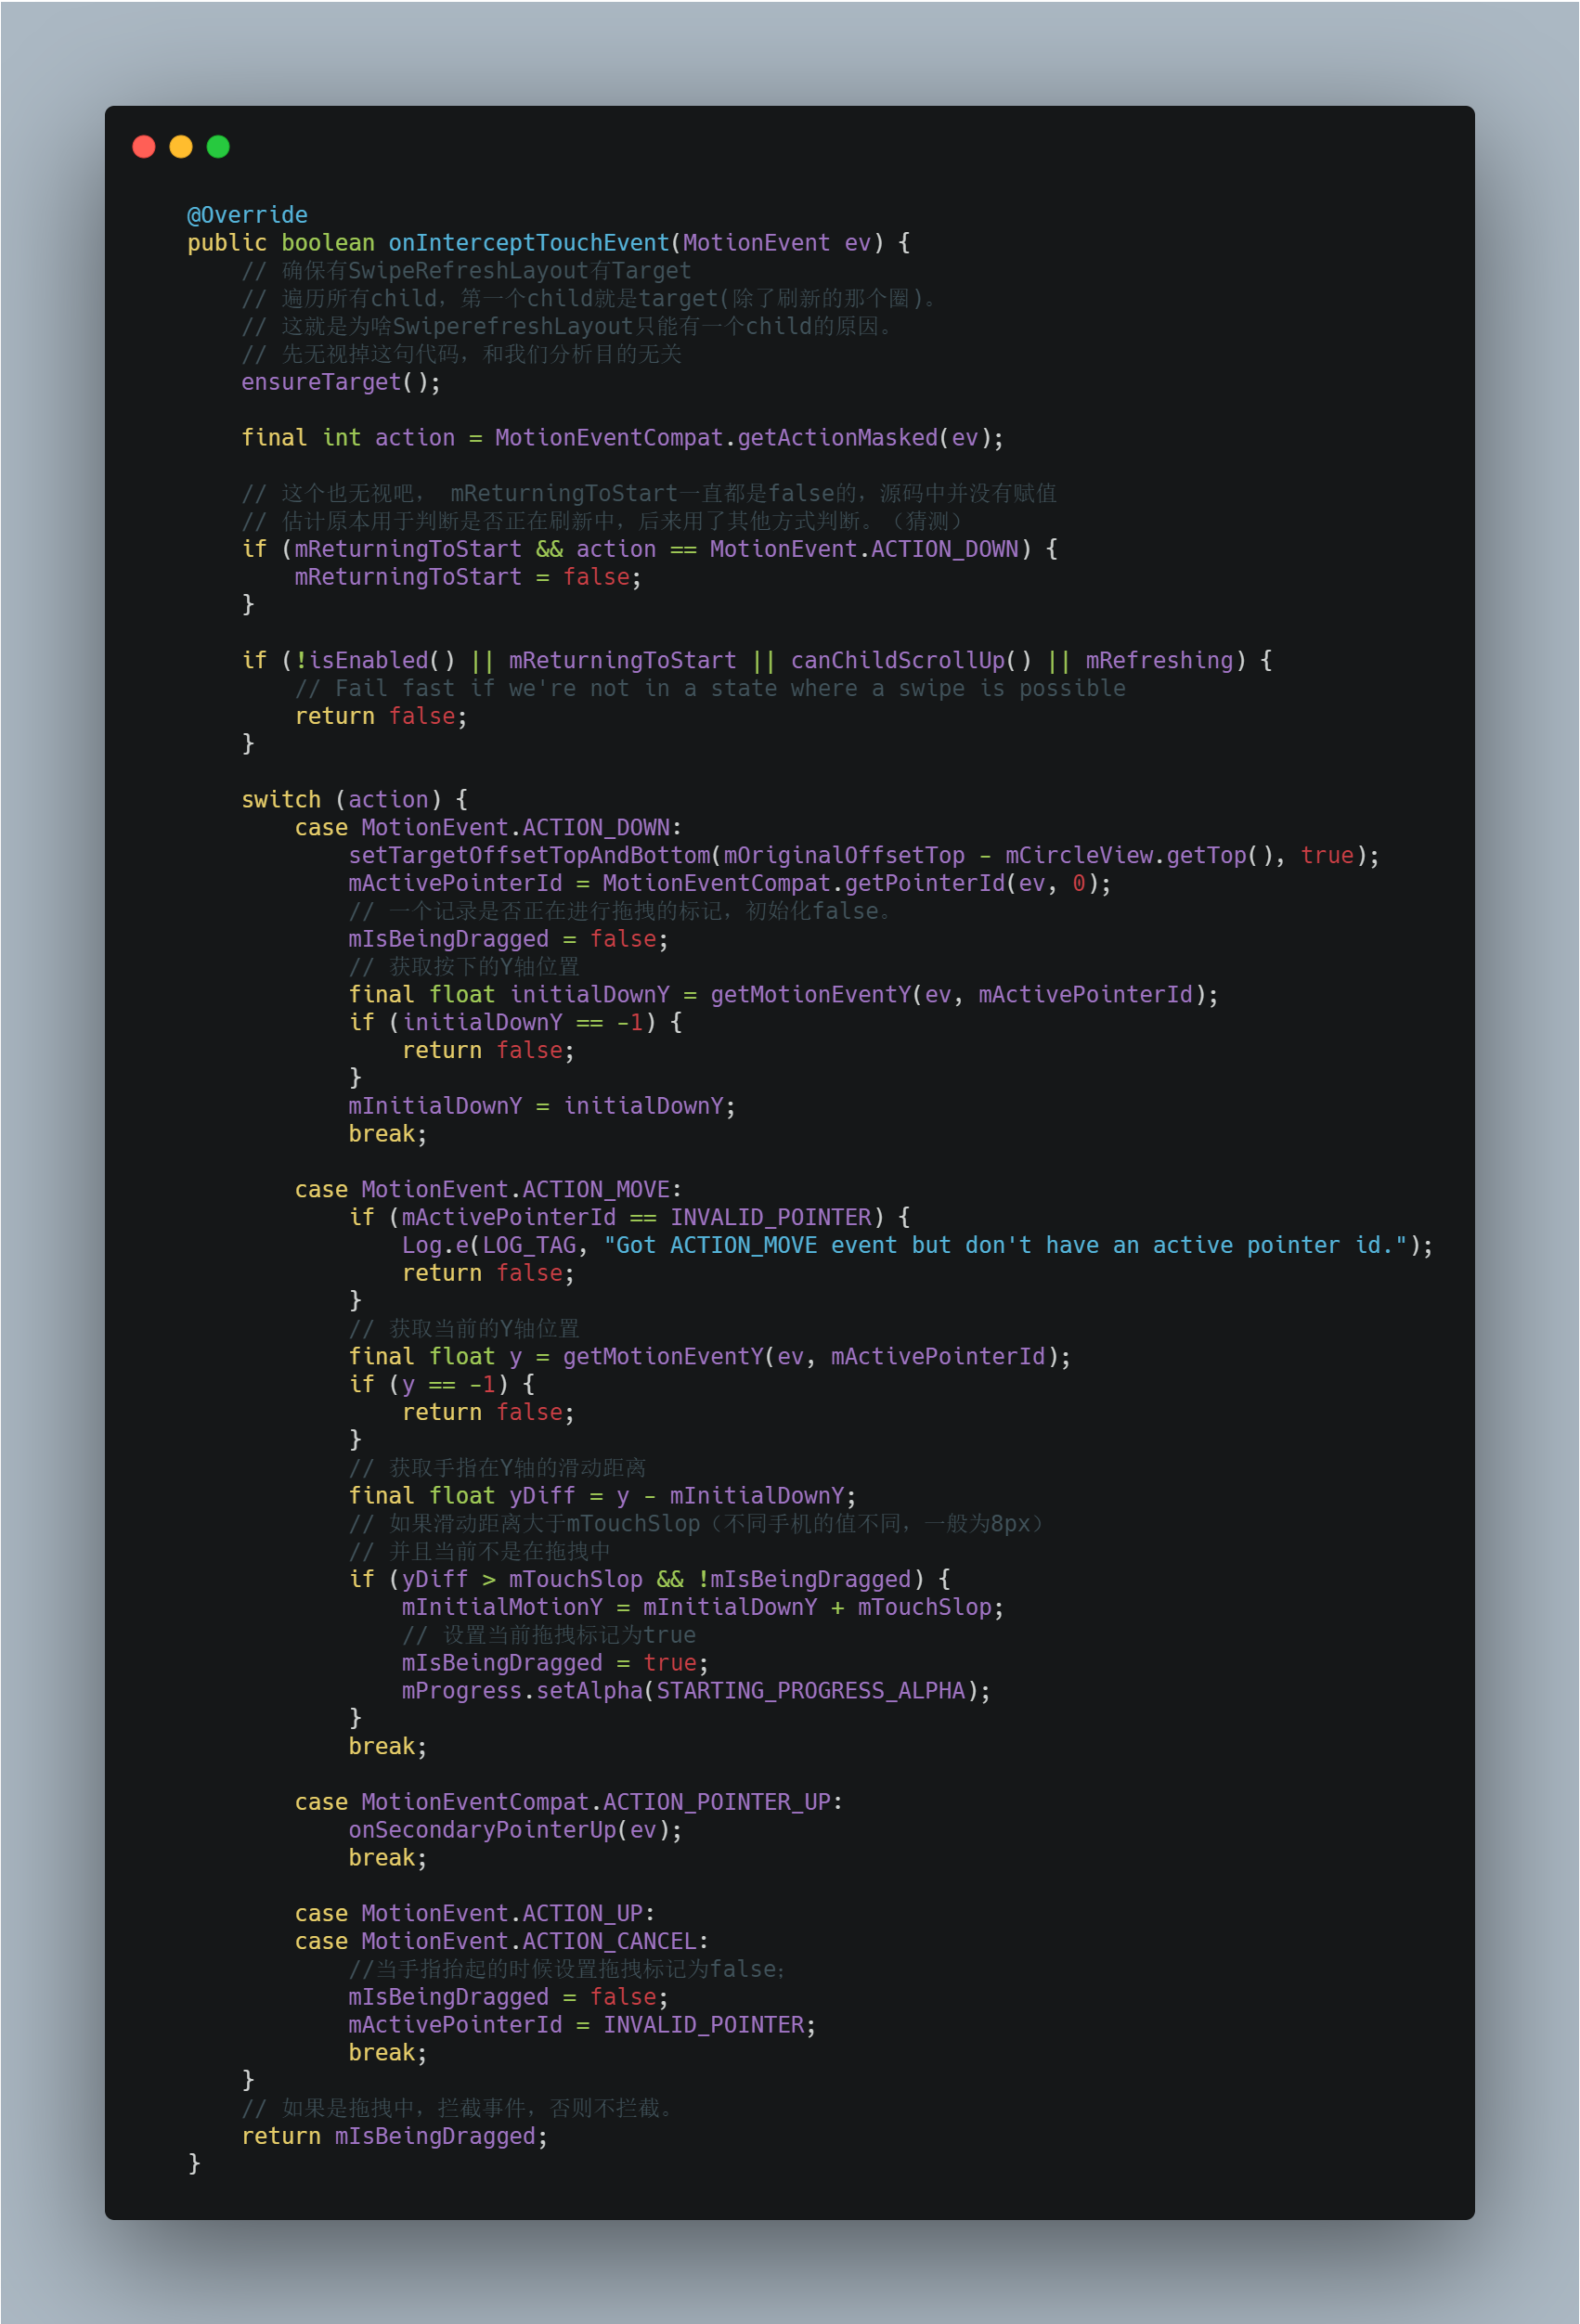 @Override
public boolean onInterceptTouchEvent(MotionEvent ev) {
// 确保有SwipeRefreshLayout有Target
// 遍历所有child，第一个child就是target(除了刷新的那个圈)。
// 这就是为啥SwiperefreshLayout只能有一个child的原因。
// 先无视掉这句代码，和我们分析目的无关
ensureTarget();
final int action = MotionEventCompat.getActionMasked(ev);
// 这个也无视吧， mReturningToStart一直都是false的，源码中并没有赋值
// 估计原本用于判断是否正在刷新中，后来用了其他方式判断。（猜测）
if (mReturningToStart && action == MotionEvent.ACTION_DOWN) {
mReturningToStart = false;
}
if (!isEnabled() || mReturningToStart || canChildScrollUp() || mRefreshing) {
// Fail fast if we're not in a state where a swipe is possible
return false;
}
switch (action) {
case MotionEvent.ACTION_DOWN:
setTargetOffsetTopAndBottom(mOriginalOffsetTop - mCircleView.getTop(), true);
mActivePointerId = MotionEventCompat.getPointerId(ev, 0);
// 一个记录是否正在进行拖拽的标记，初始化false。
mIsBeingDragged = false;
// 获取按下的Y轴位置
final float initialDownY = getMotionEventY(ev, mActivePointerId);
if (initialDownY == -1) {
return false;
}
mInitialDownY = initialDownY;
break;
case MotionEvent.ACTION_MOVE:
if (mActivePointerId == INVALID_POINTER) {
Log.e(LOG_TAG, "Got ACTION_MOVE event but don't have an active pointer id.");
return false;
}
// 获取当前的Y轴位置
final float y = getMotionEventY(ev, mActivePointerId);
if (y == -1) {
return false;
}
// 获取手指在Y轴的滑动距离
final float yDiff = y - mInitialDownY;
// 如果滑动距离大于mTouchSlop（不同手机的值不同，一般为8px）
// 并且当前不是在拖拽中
if (yDiff > mTouchSlop && !mIsBeingDragged) {
mInitialMotionY = mInitialDownY + mTouchSlop;
// 设置当前拖拽标记为true
mIsBeingDragged = true;
mProgress.setAlpha(STARTING_PROGRESS_ALPHA);
}
break;
case MotionEventCompat.ACTION_POINTER_UP:
onSecondaryPointerUp(ev);
break;
case MotionEvent.ACTION_UP:
case MotionEvent.ACTION_CANCEL:
//当手指抬起的时候设置拖拽标记为false；
mIsBeingDragged = false;
mActivePointerId = INVALID_POINTER;
break;
}
// 如果是拖拽中，拦截事件，否则不拦截。
return mIsBeingDragged;
}